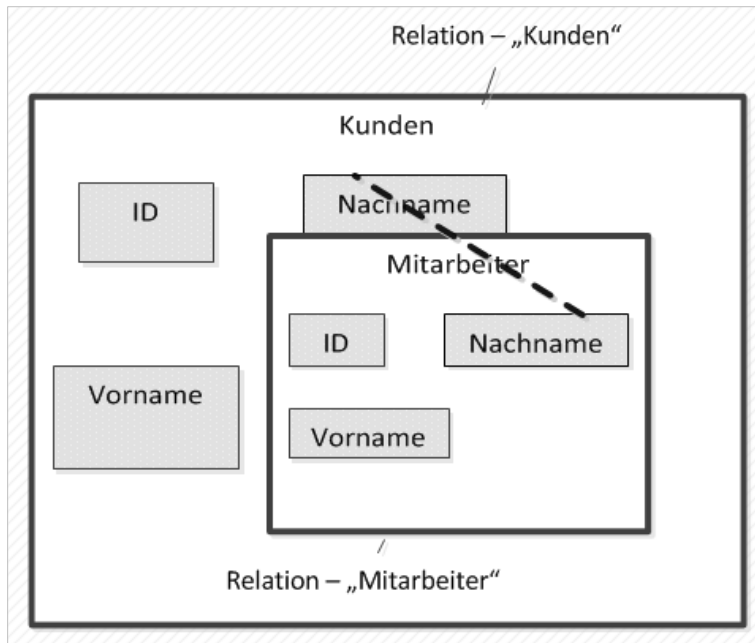 Relation – „Kunden“
Kunden
ID
Nachname
Mitarbeiter
ID
Nachname
Vorname
Vorname
Relation – „Mitarbeiter“